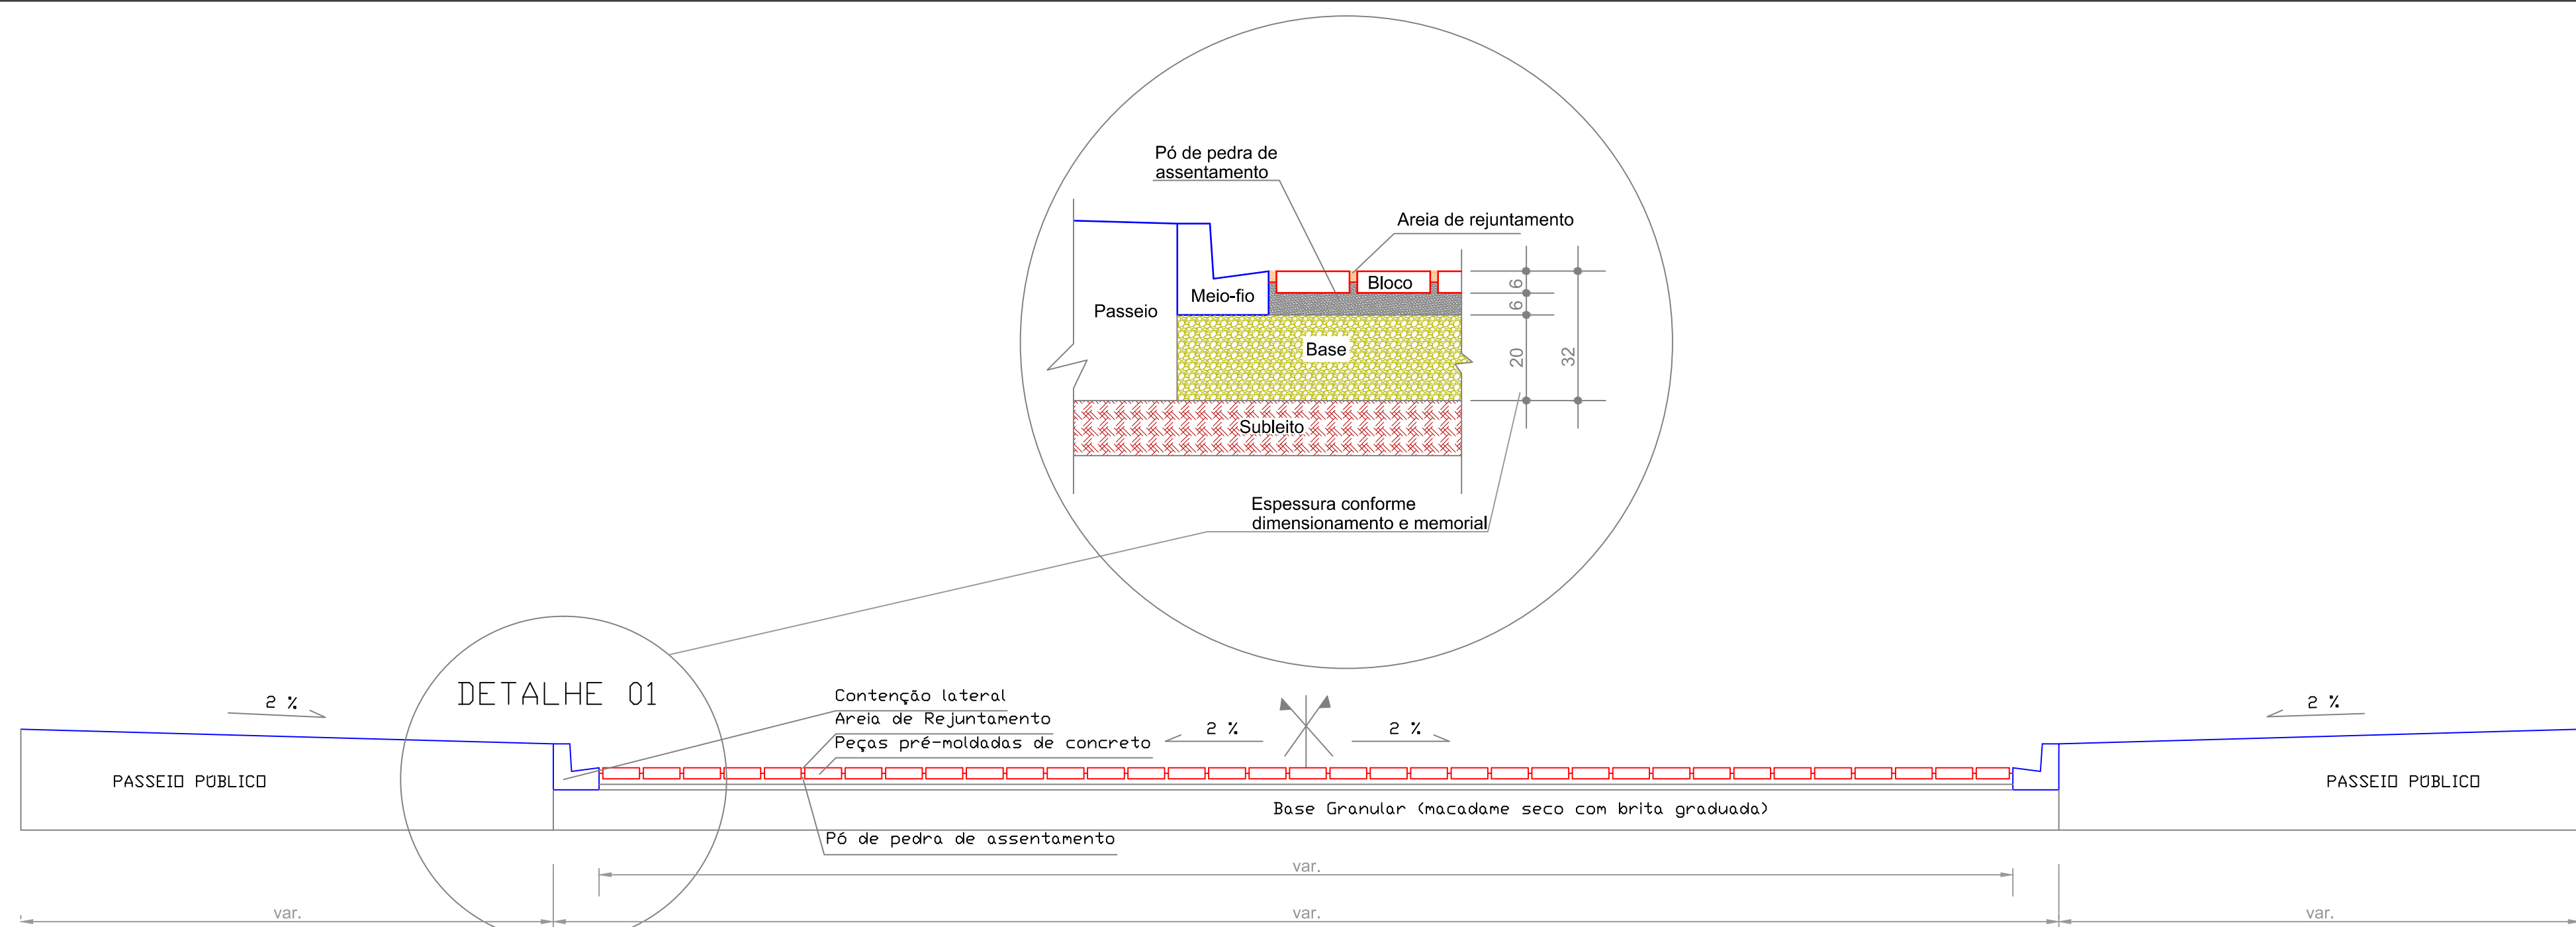 Pó de pedra de
assentamento
Areia de rejuntamento
Bloco
Meio-fio
Passeio
6
6
Base
20
32
Subleito
Espessura conforme
dimensionamento e memorial
DETALHE 01
Contenção lateral
2 %
2 %
Areia de Rejuntamento
2 %
2 %
Peças pré-moldadas de concreto
PASSEIO PÚBLICO
PASSEIO PÚBLICO
Base Granular (macadame seco com brita graduada)
Pó de pedra de assentamento
var.
var.
var.
var.